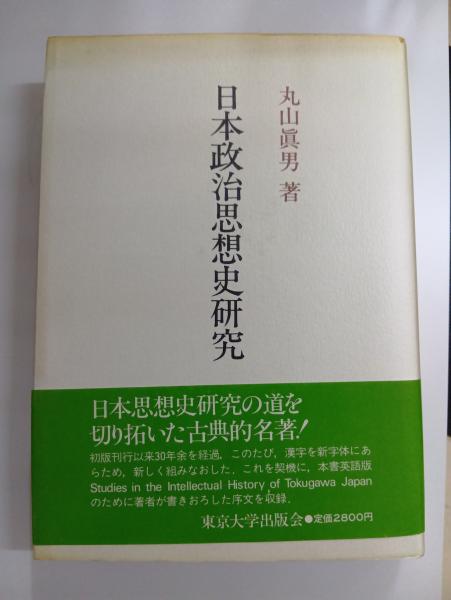 丸山眞男 著
日本政治思想史研究
日本思想史研究の道を
切り拓いた古典的名著!
初版刊行以来30年余を経過,このたび,漢字を新字体にあ
らため,新しく組みなおした.これを契機に,本書英語版
Studies in the Intellectual History of Tokugawa Japan
のために著者が書きおろした序文を収録.
東京大学出版会●定価2800円